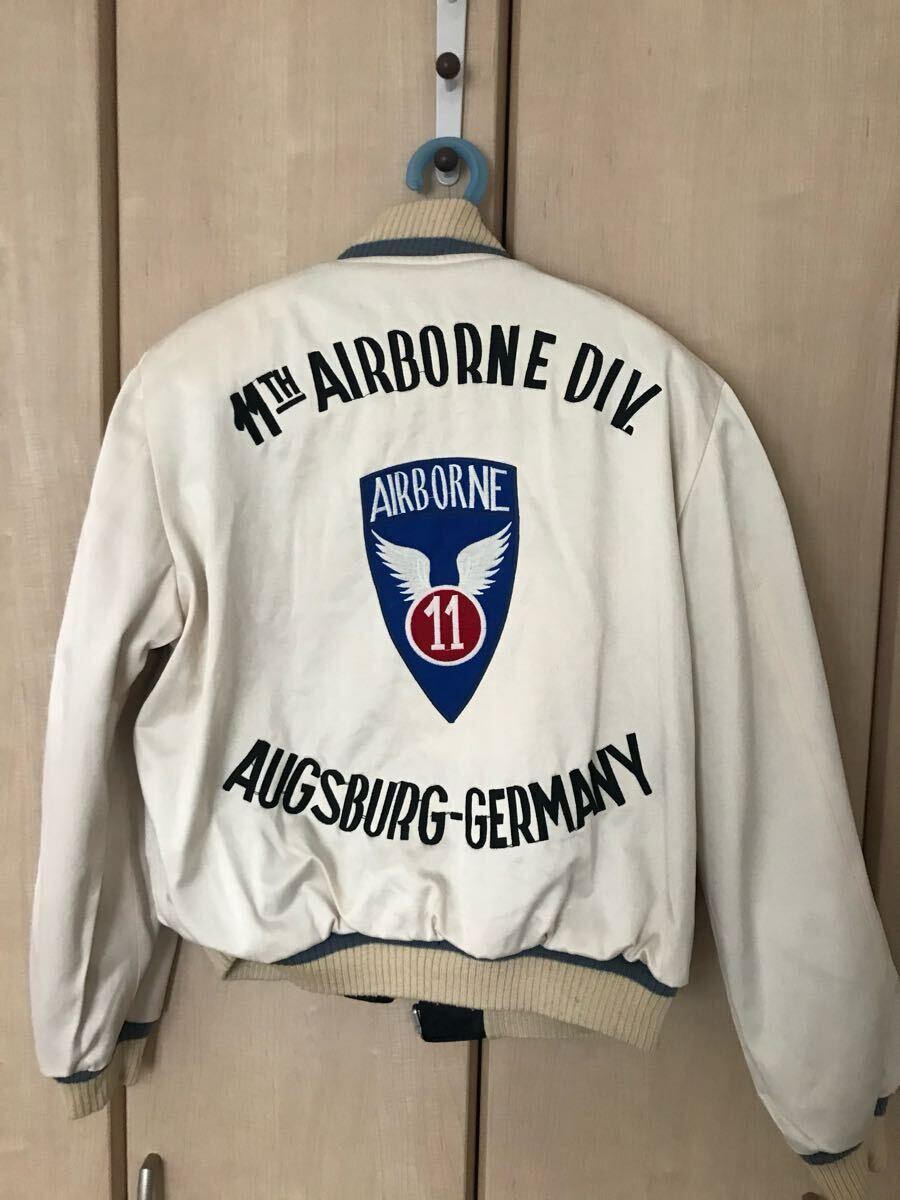 11TH AIRBORNE DIV.
AIRBORNE
11
AUGSBURG-GERMANY